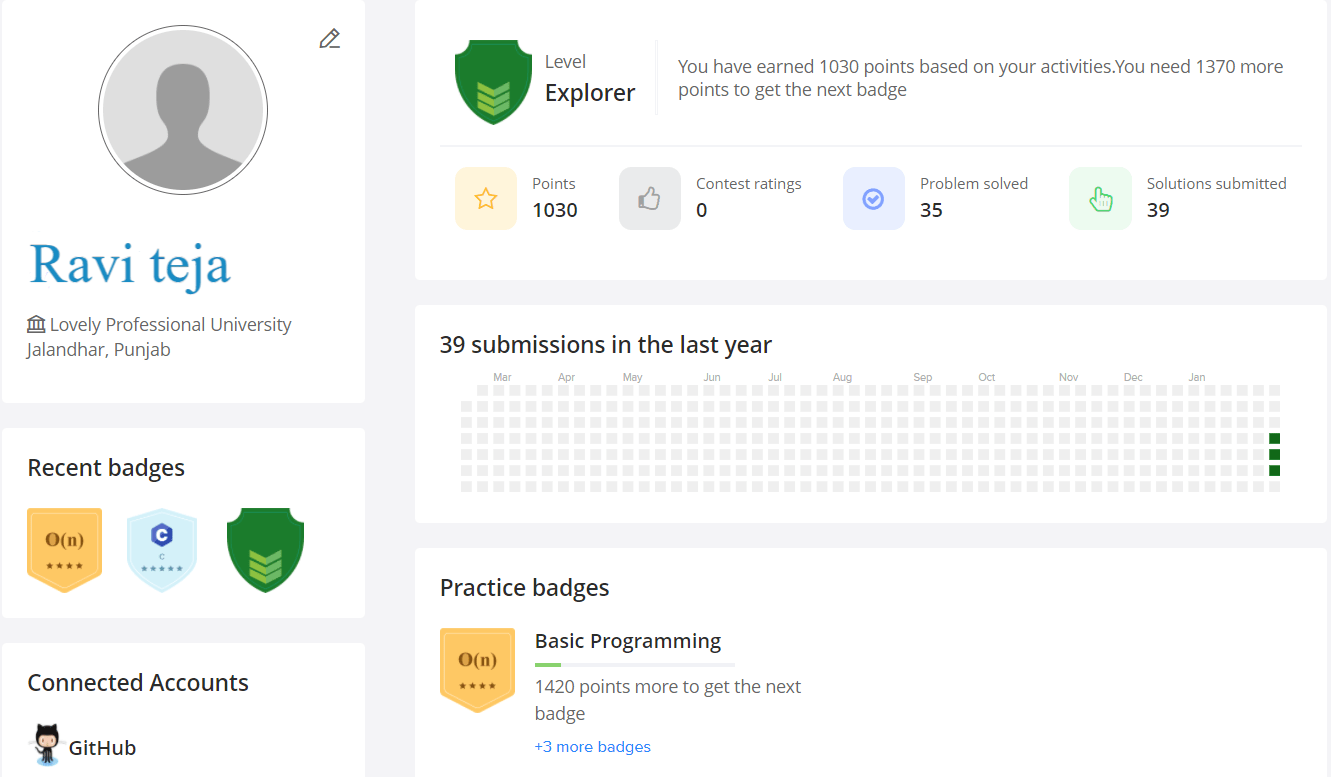 Ravi teja
Lovely Professional University
Jalandhar, Punjab
Recent badges
O(n)
★★★★
C
C
★★★★★
Connected Accounts
GitHub
Level
Explorer
You have earned 1030 points based on your activities.You need 1370 more
points to get the next badge
Points
1030
Contest ratings
0
Problem solved
35
Solutions submitted
39
39 submissions in the last year
Mar Apr May Jun Jul Aug Sep Oct Nov Dec Jan
Practice badges
O(n)
★★★★
Basic Programming
1420 points more to get the next
badge
+3 more badges